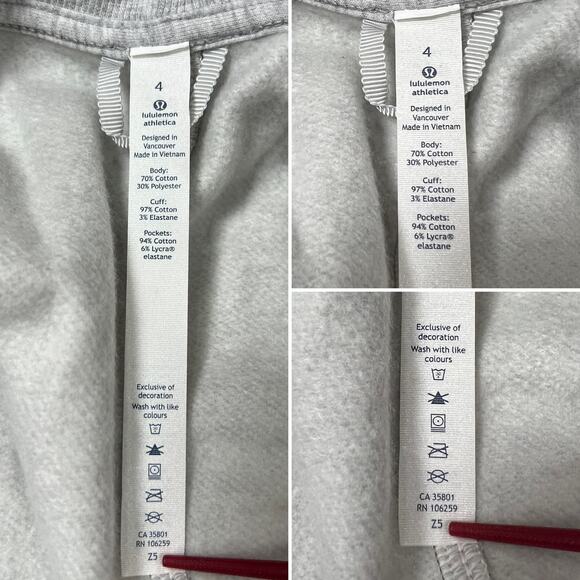 4
lululemon
athletica
Designed in
Vancouver
Made in Vietnam
Body:
70% Cotton
30% Polyester
Cuff:
97% Cotton
3% Elastane
Pockets:
94% Cotton
6% Lycra®
elastane
Exclusive of
decoration
Wash with like
colours
CA 35801
RN 106259
Z5
4
lululemon
athletica
Designed in
Vancouver
Made in Vietnam
Body:
70% Cotton
30% Polyester
Cuff:
97% Cotton
3% Elastane
Pockets:
94% Cotton
6% Lycra®
elastane
Exclusive of
decoration
Wash with like
colours
CA 35801
RN 106259
Z5